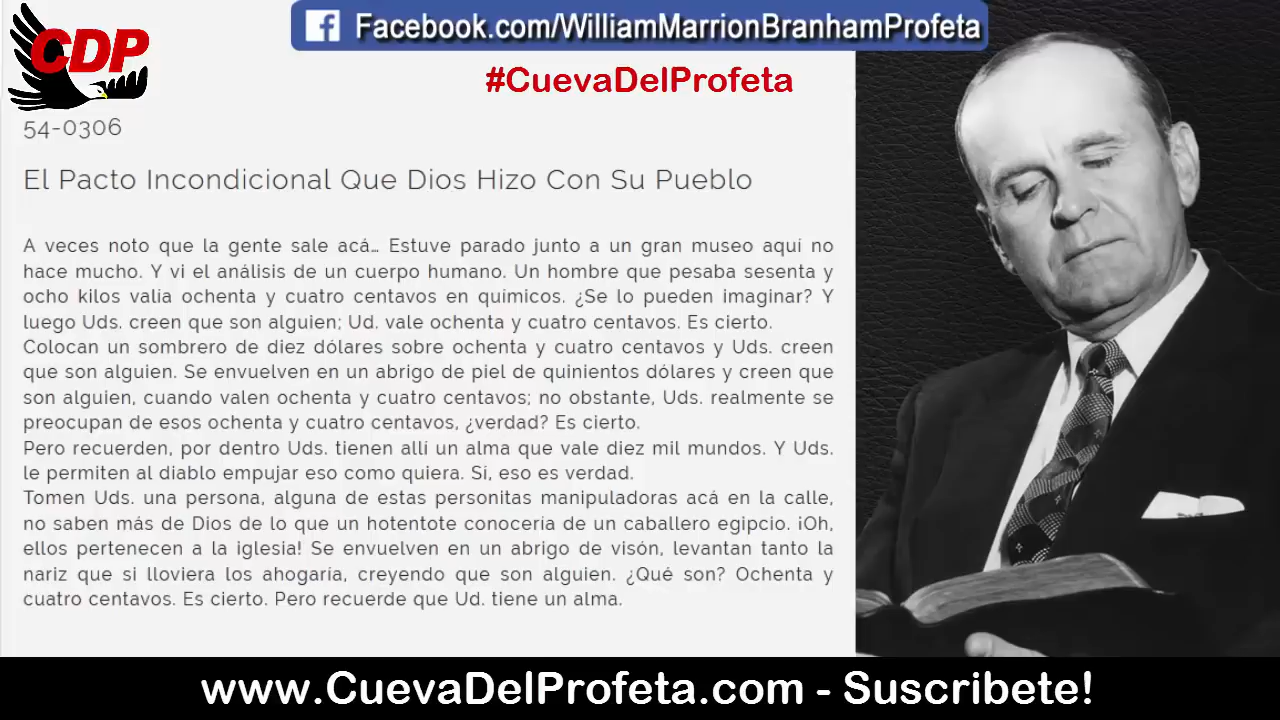 Facebook.com/WilliamMarrionBranhamProfeta
CDP
#CuevaDelProfeta
54-0306
El Pacto Incondicional Que Dios Hizo Con Su Pueblo
A veces noto que la gente sale acá… Estuve parado junto a un gran museo aquí no
hace mucho. Y vi el análisis de un cuerpo humano. Un hombre que pesaba sesenta y
ocho kilos valía ochenta y cuatro centavos en químicos. ¿Se lo pueden imaginar? Y
luego Uds. creen que son alguien; Ud. vale ochenta y cuatro centavos. Es cierto.
Colocan un sombrero de diez dólares sobre ochenta y cuatro centavos y Uds. creen
que son alguien. Se envuelven en un abrigo de piel de quinientos dólares y creen que
son alguien, cuando valen ochenta y cuatro centavos; no obstante, Uds. realmente se
preocupan de esos ochenta y cuatro centavos, ¿verdad? Es cierto.
Pero recuerden, por dentro Uds. tienen allí un alma que vale diez mil mundos. Y Uds.
le permiten al diablo empujar eso como quiera. Sí, eso es verdad.
Tomen Uds. una persona, alguna de estas personitas manipuladoras acá en la calle,
no saben más de Dios de lo que un hotentote conocería de un caballero egipcio. ¡Oh,
ellos pertenecen a la iglesia! Se envuelven en un abrigo de visón, levantan tanto la
nariz que si lloviera los ahogaría, creyendo que son alguien. ¿Qué son? Ochenta y
cuatro centavos. Es cierto. Pero recuerde que Ud. tiene un alma.
www.CuevaDelProfeta.com - Suscribete!